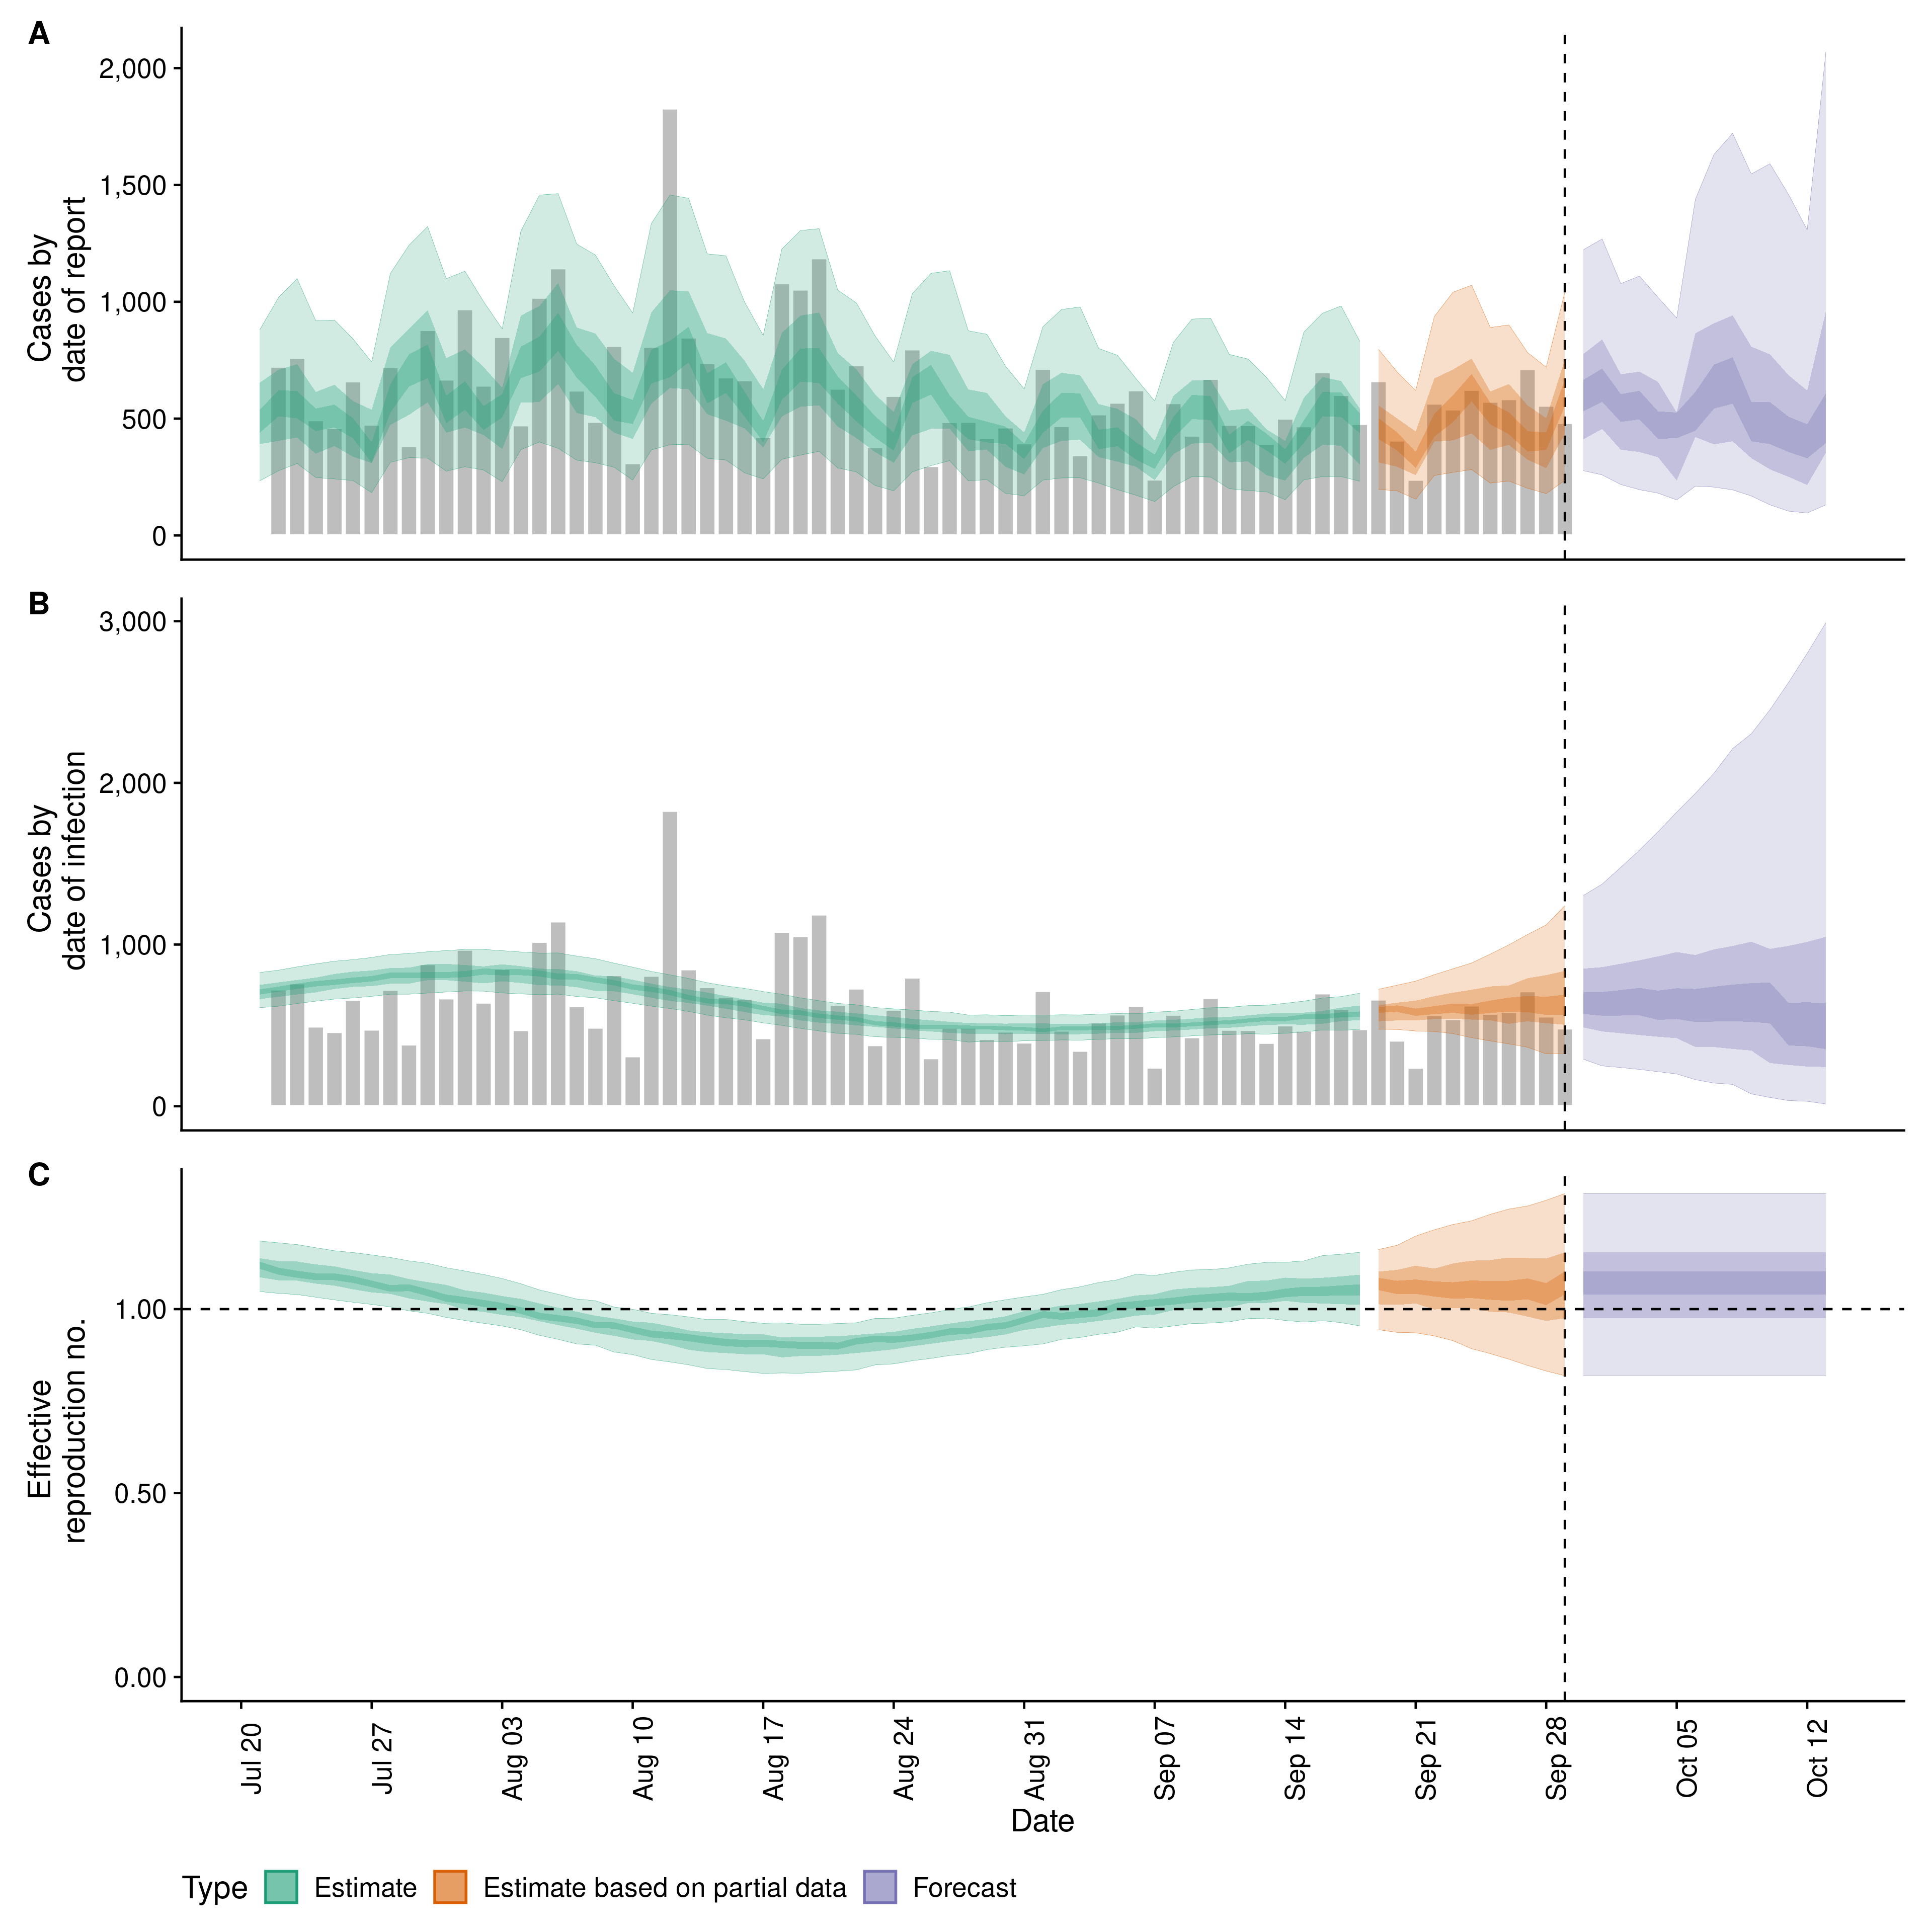 A
Cases by
date of report
2,000
1,500
1,000
500
0
B
Cases by
date of infection
3,000
2,000
1,000
0
C
Effective
reproduction no.
1.00
0.50
0.00
Jul 20
Jul 27
Aug 03
Aug 10
Aug 17
Aug 24
Aug 31
Sep 07
Sep 14
Sep 21
Sep 28
Oct 05
Oct 12
Date
Type Estimate Estimate based on partial data Forecast